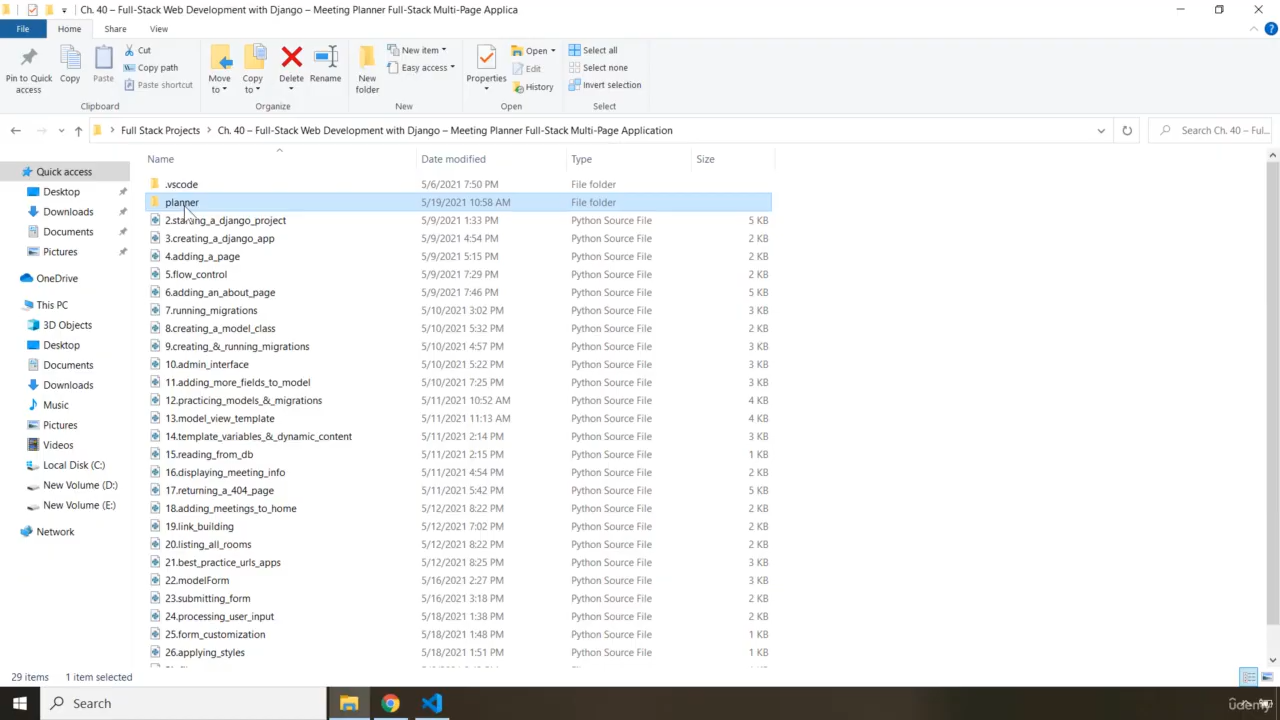 Ch. 40 – Full-Stack Web Development with Django – Meeting Planner Full-Stack Multi-Page Applica
File Home Share View
Pin to Quick access
Copy
Paste
Cut
Copy path
Paste shortcut
Clipboard
Move to
Copy to
Delete
Rename
Organize
New folder
New item
Easy access
New
Properties
Open
Edit
History
Open
Select all
Select none
Invert selection
Select
Full Stack Projects > Ch. 40 – Full-Stack Web Development with Django – Meeting Planner Full-Stack Multi-Page Application
Search Ch. 40 – Ful...
Quick access
Desktop
Downloads
Documents
Pictures
OneDrive
This PC
3D Objects
Desktop
Documents
Downloads
Music
Pictures
Videos
Local Disk (C:)
New Volume (D:)
New Volume (E:)
Network
Name Date modified Type Size
.vscode 5/6/2021 7:50 PM File folder
planner 5/19/2021 10:58 AM File folder
2.starting_a_django_project 5/9/2021 1:33 PM Python Source File 5 KB
3.creating_a_django_app 5/9/2021 4:54 PM Python Source File 2 KB
4.adding_a_page 5/9/2021 5:15 PM Python Source File 2 KB
5.flow_control 5/9/2021 7:29 PM Python Source File 2 KB
6.adding_an_about_page 5/9/2021 7:46 PM Python Source File 5 KB
7.running_migrations 5/10/2021 3:02 PM Python Source File 3 KB
8.creating_a_model_class 5/10/2021 5:32 PM Python Source File 2 KB
9.creating_&_running_migrations 5/10/2021 4:57 PM Python Source File 3 KB
10.admin_interface 5/10/2021 5:22 PM Python Source File 3 KB
11.adding_more_fields_to_model 5/10/2021 7:25 PM Python Source File 3 KB
12.practicing_models_&_migrations 5/11/2021 10:52 AM Python Source File 4 KB
13.model_view_template 5/11/2021 11:13 AM Python Source File 4 KB
14.template_variables_&_dynamic_content 5/11/2021 2:14 PM Python Source File 3 KB
15.reading_from_db 5/11/2021 2:15 PM Python Source File 1 KB
16.displaying_meeting_info 5/11/2021 4:54 PM Python Source File 2 KB
17.returning_a_404_page 5/11/2021 5:42 PM Python Source File 5 KB
18.adding_meetings_to_home 5/12/2021 8:22 PM Python Source File 2 KB
19.link_building 5/12/2021 7:02 PM Python Source File 2 KB
20.listing_all_rooms 5/12/2021 8:22 PM Python Source File 2 KB
21.best_practice_urls_apps 5/12/2021 8:25 PM Python Source File 3 KB
22.modelForm 5/16/2021 2:27 PM Python Source File 3 KB
23.submitting_form 5/16/2021 3:18 PM Python Source File 2 KB
24.processing_user_input 5/18/2021 1:38 PM Python Source File 2 KB
25.form_customization 5/18/2021 1:48 PM Python Source File 1 KB
26.applying_styles 5/18/2021 1:51 PM Python Source File 1 KB
29 items 1 item selected
Search
udemy